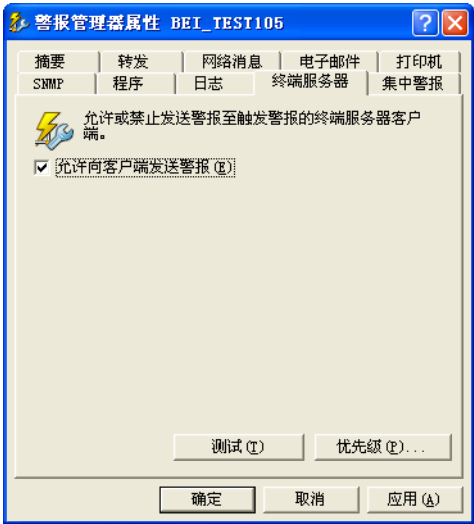 警报管理器属性 BEI_TEST105
摘要 转发 网络消息 电子邮件 打印机
SNMP 程序 日志 终端服务器 集中警报
允许或禁止发送警报至触发警报的终端服务器客户
端。
允许向客户端发送警报(E)
测试(T) 优先级(P)...
确定 取消 应用(A)